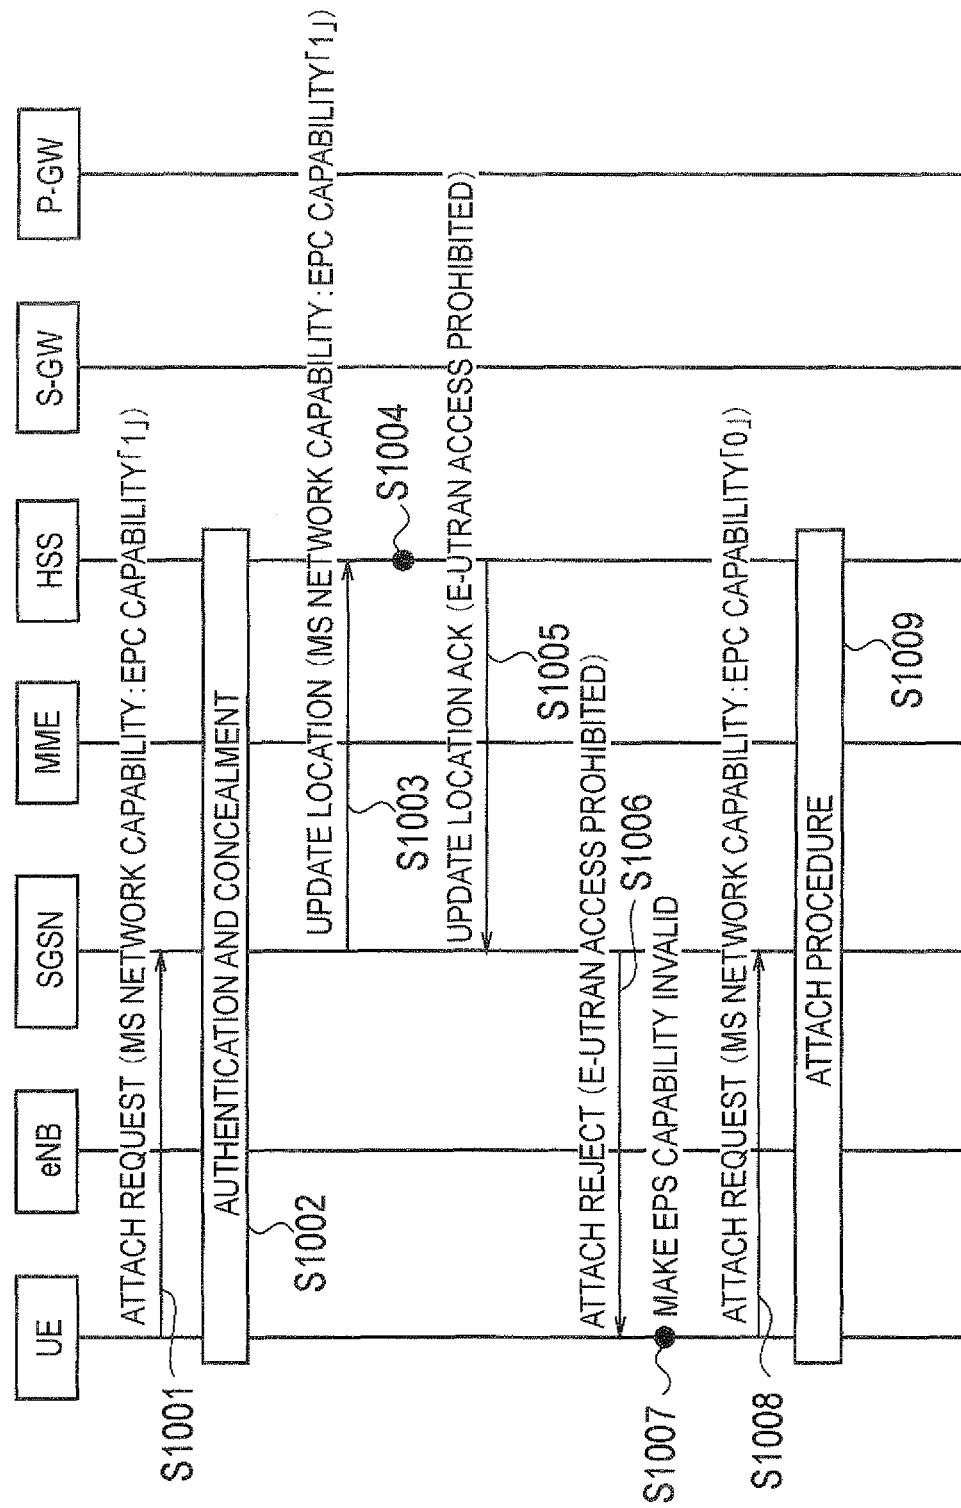 UE
eNB
SGSN
MME
HSS
S-GW
P-GW
ATTACH REQUEST (MS NETWORK CAPABILITY:EPC CAPABILITY「1」)
S1001
AUTHENTICATION AND CONCEALMENT
S1002
UPDATE LOCATION (MS NETWORK CAPABILITY:EPC CAPABILITY「1」)
S1003
S1004
UPDATE LOCATION ACK (E-UTRAN ACCESS PROHIBITED)
S1005
ATTACH REJECT (E-UTRAN ACCESS PROHIBITED)
S1006
MAKE EPS CAPABILITY INVALID
S1007
ATTACH REQUEST (MS NETWORK CAPABILITY:EPC CAPABILITY「0」)
S1008
ATTACH PROCEDURE
S1009